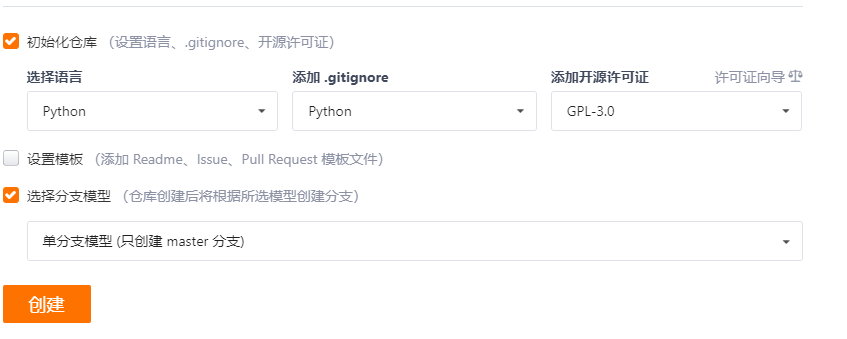 初始化仓库 （设置语言、.gitignore、开源许可证）
选择语言 添加 .gitignore 添加开源许可证 许可证向导
Python Python GPL-3.0
设置模板 （添加 Readme、Issue、Pull Request 模板文件）
选择分支模型 （仓库创建后将根据所选模型创建分支）
单分支模型 (只创建 master 分支)
创建